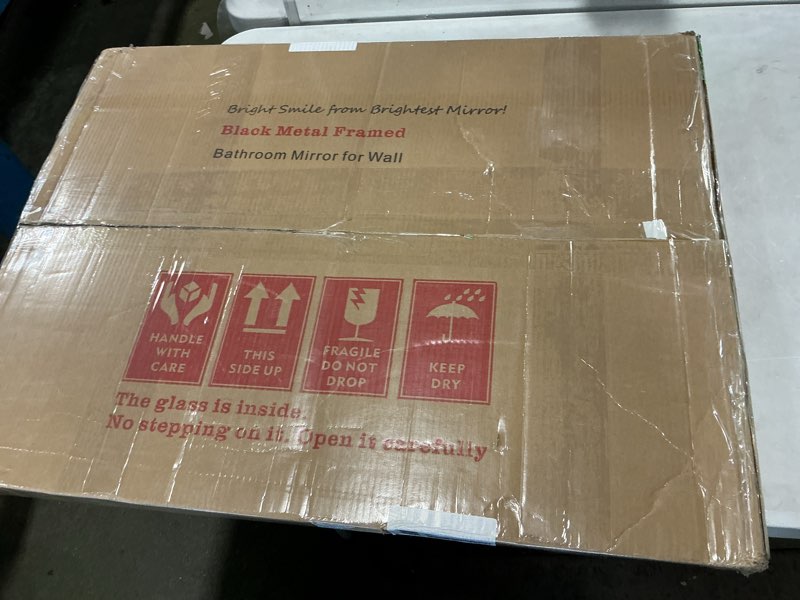 Bright Smile from Brightest Mirror!
Black Metal Framed
Bathroom Mirror for Wall
HANDLE
WITH
CARE
THIS
SIDE UP
FRAGILE
DO NOT
DROP
KEEP
DRY
The glass is inside.
No stepping on it. Open it carefully